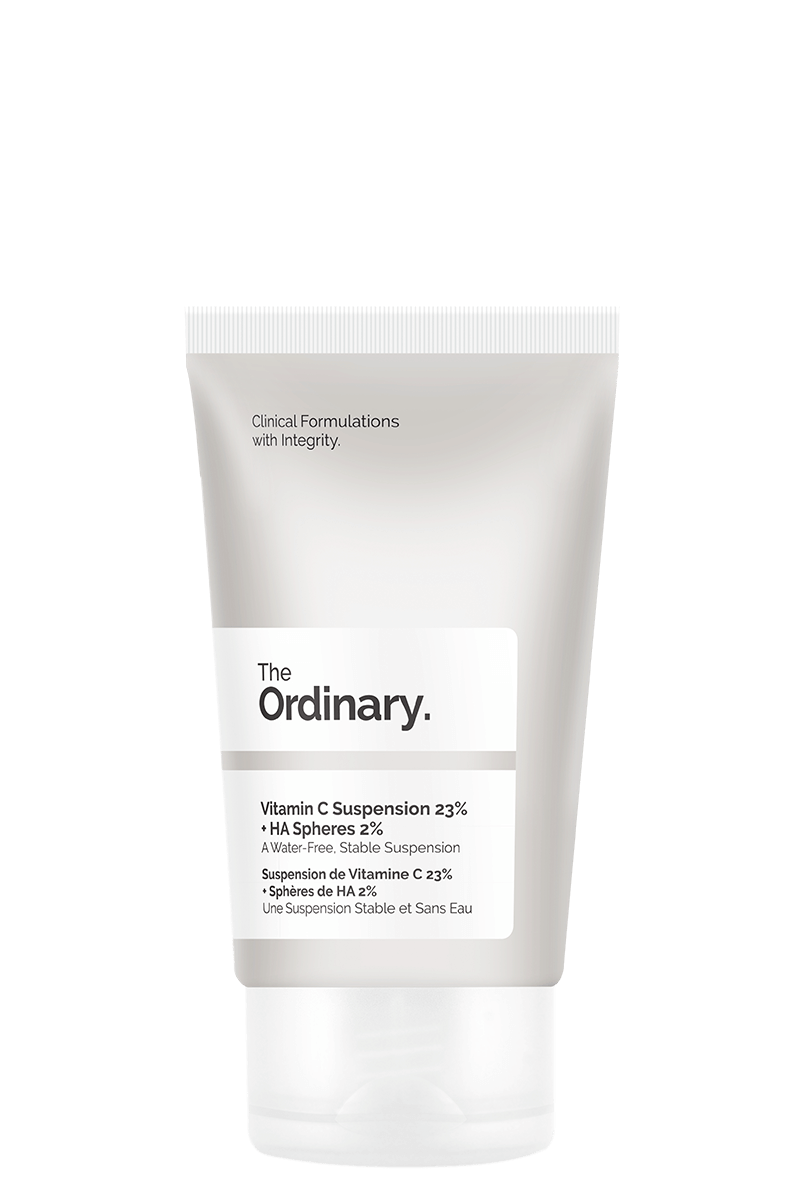 Clinical Formulations
with Integrity.
The
Ordinary.
Vitamin C Suspension 23%
+ HA Spheres 2%
A Water-Free, Stable Suspension
Suspension de Vitamine C 23%
+ Sphères de HA 2%
Une Suspension Stable et Sans Eau